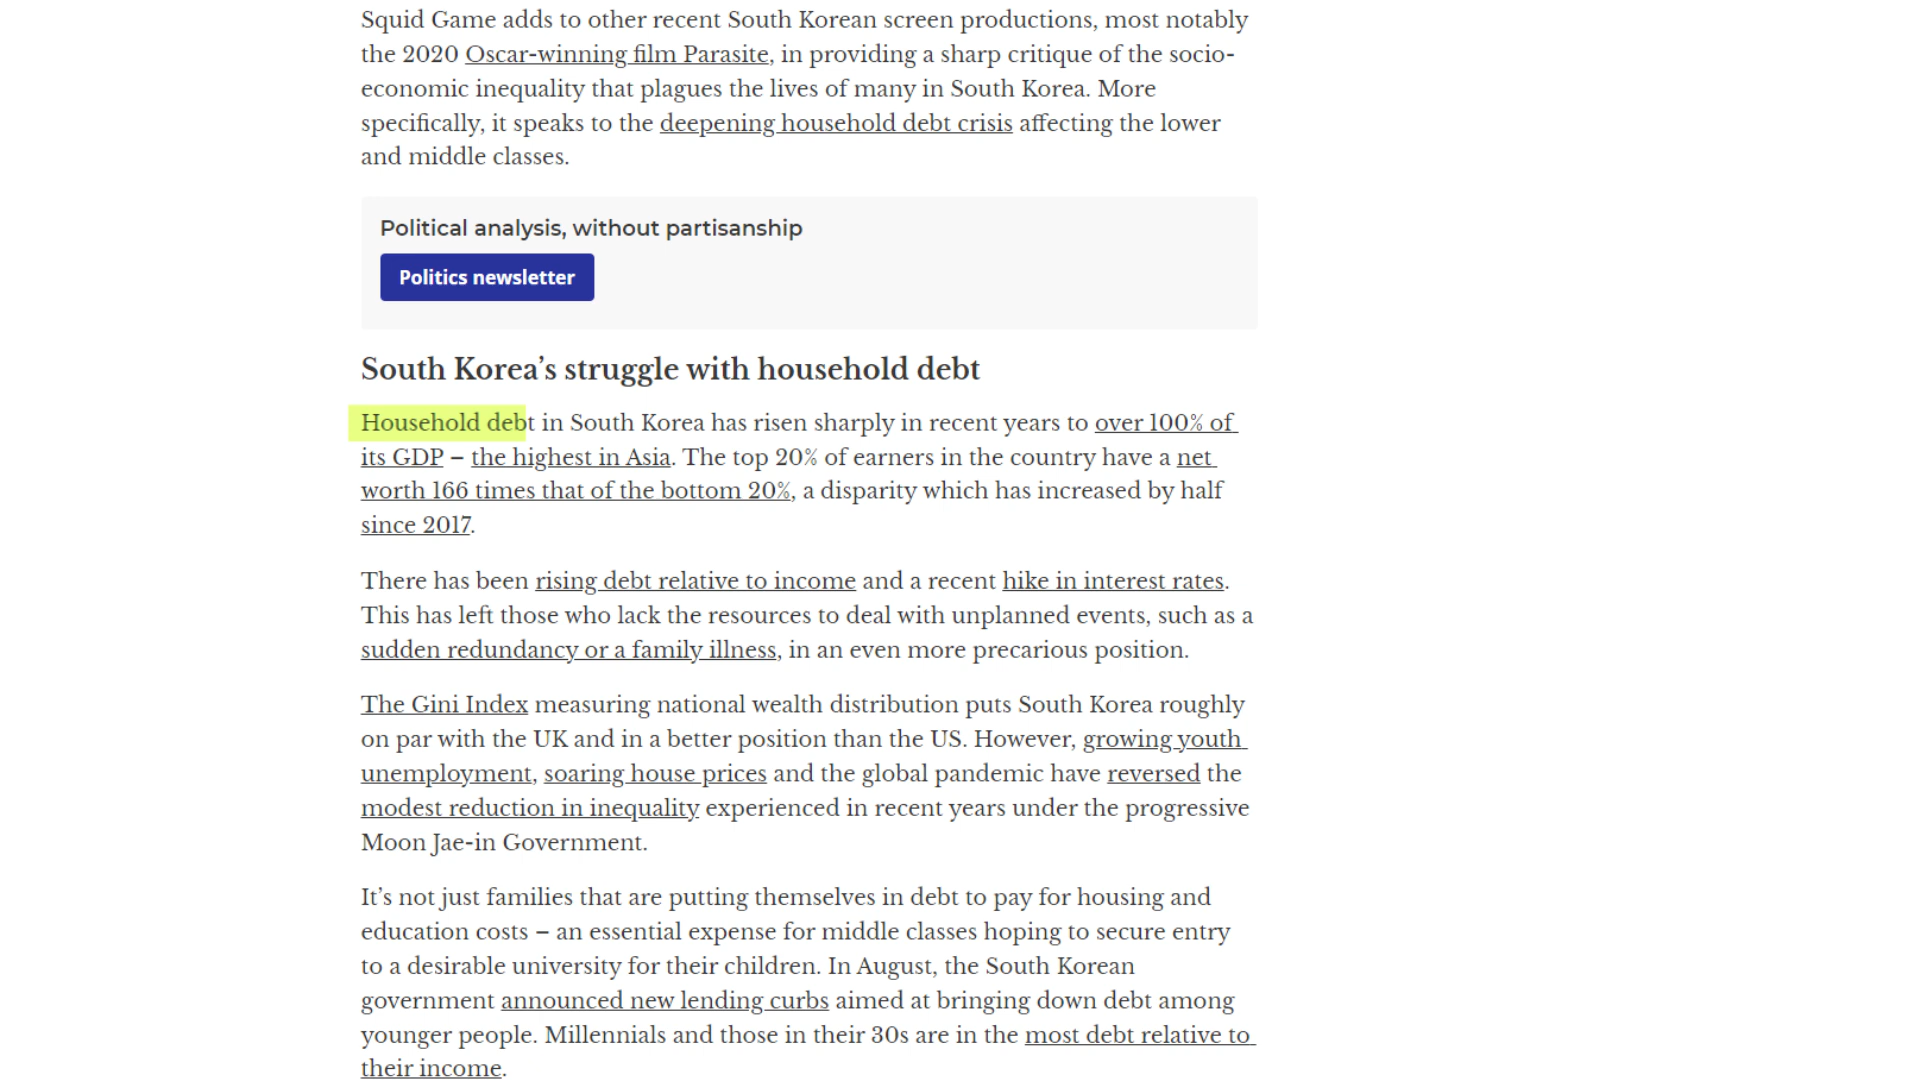 Squid Game adds to other recent South Korean screen productions, most notably
the 2020 Oscar-winning film Parasite, in providing a sharp critique of the socio-
economic inequality that plagues the lives of many in South Korea. More
specifically, it speaks to the deepening household debt crisis affecting the lower
and middle classes.
Political analysis, without partisanship
Politics newsletter
South Korea’s struggle with household debt
Household debt in South Korea has risen sharply in recent years to over 100% of
its GDP – the highest in Asia. The top 20% of earners in the country have a net
worth 166 times that of the bottom 20%, a disparity which has increased by half
since 2017.
There has been rising debt relative to income and a recent hike in interest rates.
This has left those who lack the resources to deal with unplanned events, such as a
sudden redundancy or a family illness, in an even more precarious position.
The Gini Index measuring national wealth distribution puts South Korea roughly
on par with the UK and in a better position than the US. However, growing youth
unemployment, soaring house prices and the global pandemic have reversed the
modest reduction in inequality experienced in recent years under the progressive
Moon Jae-in Government.
It’s not just families that are putting themselves in debt to pay for housing and
education costs – an essential expense for middle classes hoping to secure entry
to a desirable university for their children. In August, the South Korean
government announced new lending curbs aimed at bringing down debt among
younger people. Millennials and those in their 30s are in the most debt relative to
their income.